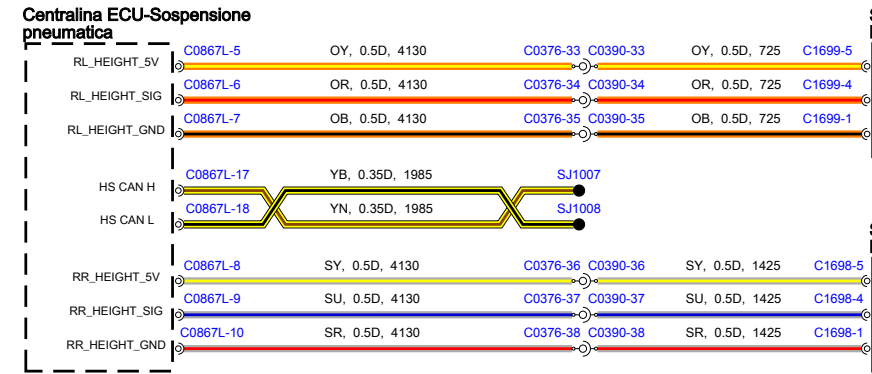 Centralina ECU-Sospensione
pneumatica
RL_HEIGHT_5V C0867L-5 OY, 0.5D, 4130 C0376-33 C0390-33 OY, 0.5D, 725 C1699-5
RL_HEIGHT_SIG C0867L-6 OR, 0.5D, 4130 C0376-34 C0390-34 OR, 0.5D, 725 C1699-4
RL_HEIGHT_GND C0867L-7 OB, 0.5D, 4130 C0376-35 C0390-35 OB, 0.5D, 725 C1699-1
HS CAN H C0867L-17 YB, 0.35D, 1985 SJ1007
HS CAN L C0867L-18 YN, 0.35D, 1985 SJ1008
RR_HEIGHT_5V C0867L-8 SY, 0.5D, 4130 C0376-36 C0390-36 SY, 0.5D, 1425 C1698-5
RR_HEIGHT_SIG C0867L-9 SU, 0.5D, 4130 C0376-37 C0390-37 SU, 0.5D, 1425 C1698-4
RR_HEIGHT_GND C0867L-10 SR, 0.5D, 4130 C0376-38 C0390-38 SR, 0.5D, 1425 C1698-1